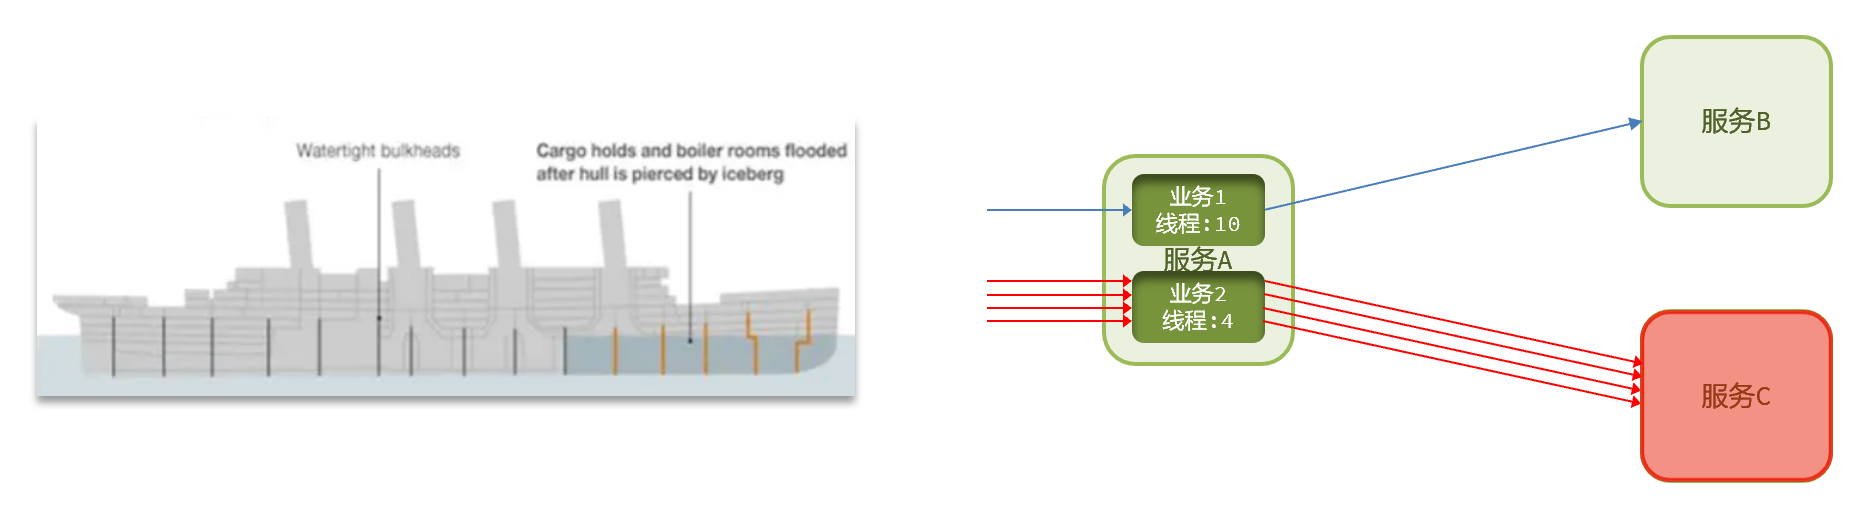 Watertight bulkheads
Cargo holds and boiler rooms flooded
after hull is pierced by iceberg
业务1
线程:10
服务A
业务2
线程:4
服务B
服务C